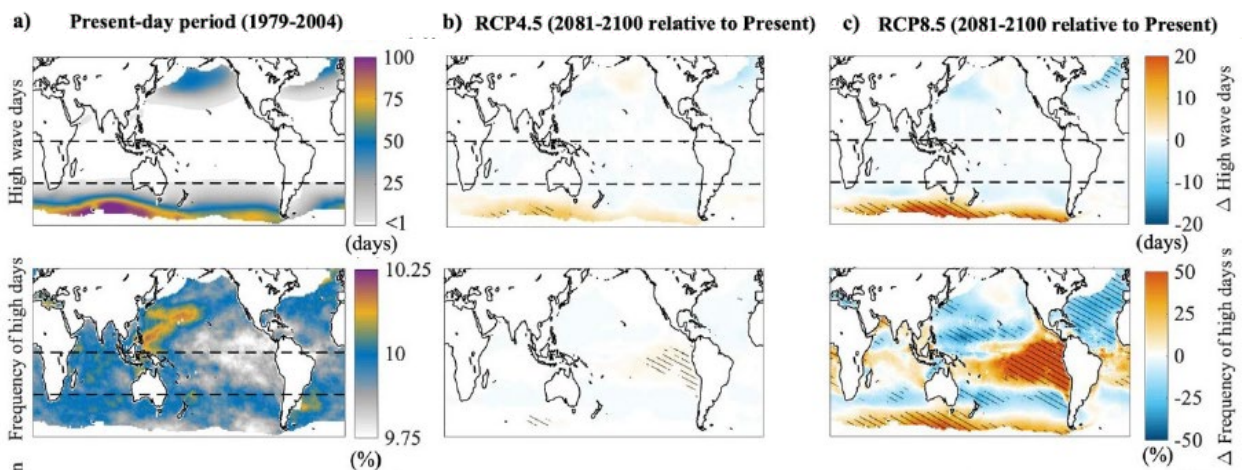 a) Present-day period (1979-2004)
b) RCP4.5 (2081-2100 relative to Present)
c) RCP8.5 (2081-2100 relative to Present)
High wave days
100
75
50
25
<1
(days)
20
10
0
-10
-20
(days)
Δ High wave days
Frequency of high days
10.25
10
9.75
(%)
50
25
0
-25
-50
(%)
Δ Frequency of high days s
n